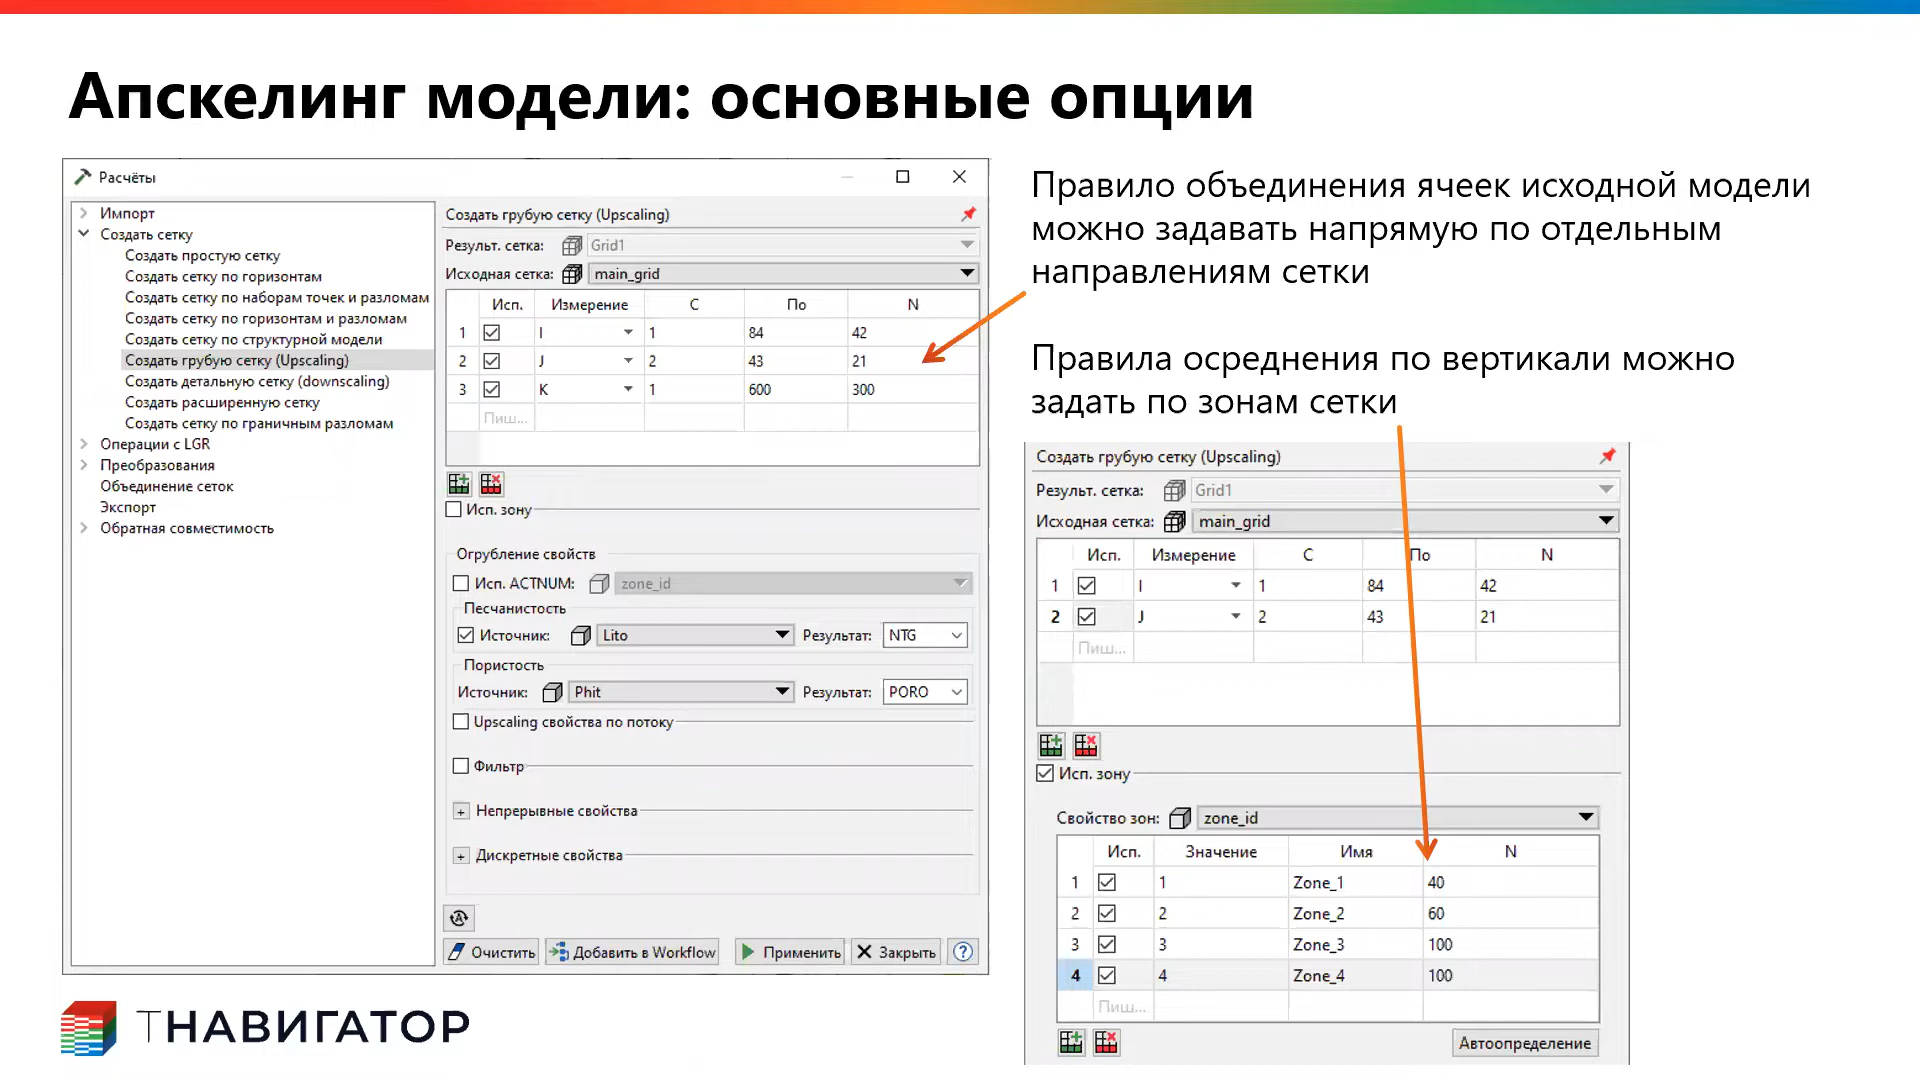 Апскелинг модели: основные опции
Расчёты
Импорт
Создать сетку
Создать простую сетку
Создать сетку по горизонтам
Создать сетку по наборам точек и разломам
Создать сетку по горизонтам и разломам
Создать сетку по структурной модели
Создать грубую сетку (Upscaling)
Создать детальную сетку (downscaling)
Создать расширенную сетку
Создать сетку по граничным разломам
Операции с LGR
Преобразования
Объединение сеток
Экспорт
Обратная совместимость
Создать грубую сетку (Upscaling)
Результ. сетка: Grid1
Исходная сетка: main_grid
Исп. Измерение С По N
1 I 1 84 42
2 J 2 43 21
3 K 1 600 300
Пиш...
Исп. зону
Огрубление свойств
Исп. ACTNUM: zone_id
Песчанистость
Источник: Lito Результат: NTG
Пористость
Источник: Phit Результат: PORO
Upscaling свойства по потоку
Фильтр
+ Непрерывные свойства
+ Дискретные свойства
Очистить Добавить в Workflow Применить Закрыть ?
Правило объединения ячеек исходной модели
можно задавать напрямую по отдельным
направлениям сетки
Правила осреднения по вертикали можно
задать по зонам сетки
Создать грубую сетку (Upscaling)
Результ. сетка: Grid1
Исходная сетка: main_grid
Исп. Измерение С По N
1 I 1 84 42
2 J 2 43 21
Пиш...
Исп. зону
Свойство зон: zone_id
Исп. Значение Имя N
1 1 Zone_1 40
2 2 Zone_2 60
3 3 Zone_3 100
4 4 Zone_4 100
Пиш...
Автоопределение
ТНАВИГАТОР